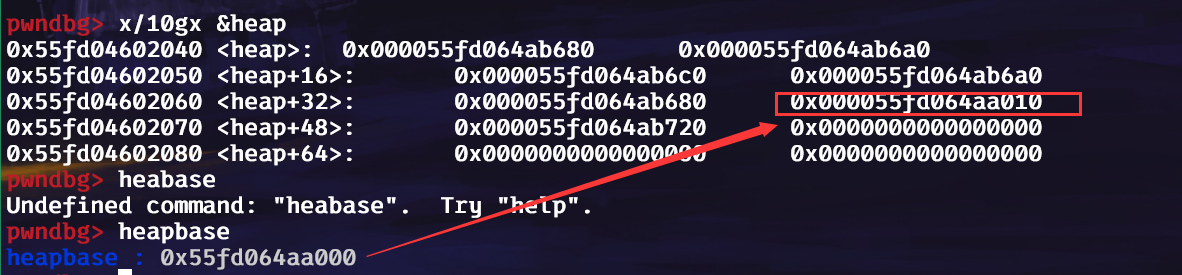 pwndbg> x/10gx &heap
0x55fd04602040 <heap>: 0x000055fd064ab680 0x000055fd064ab6a0
0x55fd04602050 <heap+16>: 0x000055fd064ab6c0 0x000055fd064ab6a0
0x55fd04602060 <heap+32>: 0x000055fd064ab680 0x000055fd064aa010
0x55fd04602070 <heap+48>: 0x000055fd064ab720 0x0000000000000000
0x55fd04602080 <heap+64>: 0x0000000000000000 0x0000000000000000
pwndbg> heabase
Undefined command: "heabase". Try "help".
pwndbg> heapbase
heapbase : 0x55fd064aa000